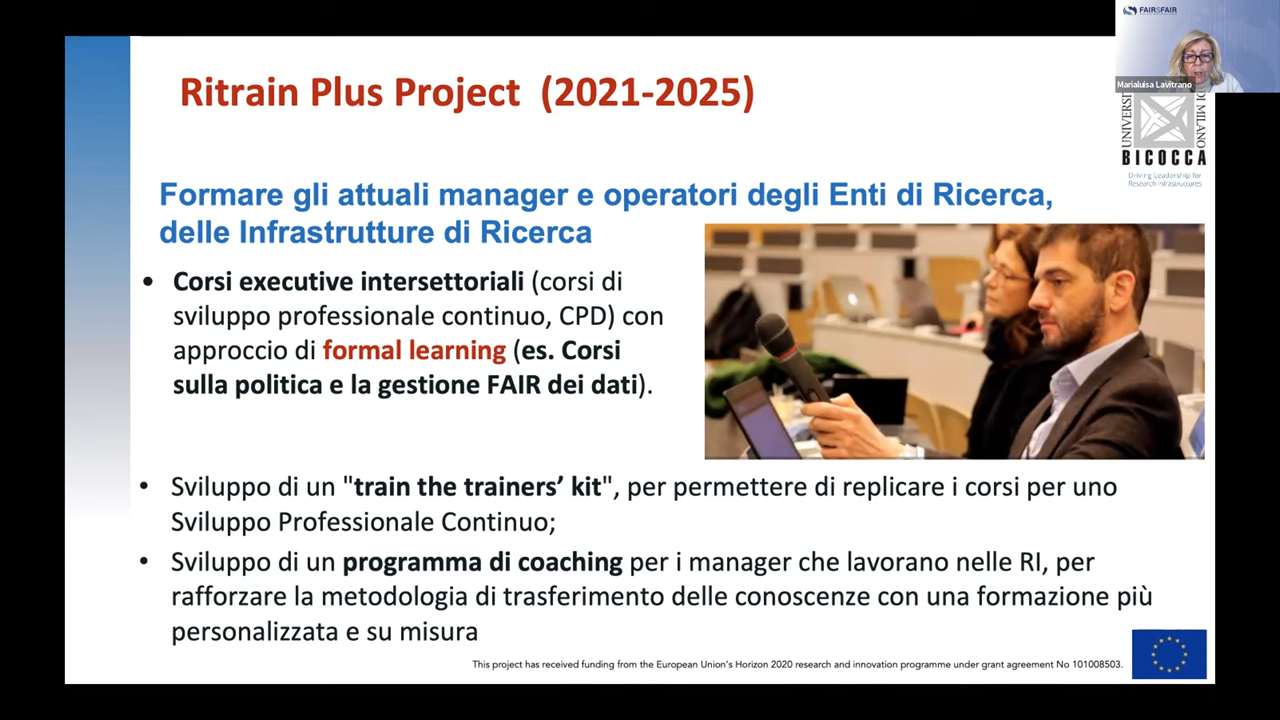 FAIRSFAIR
Marialuisa Lavitrano
Ritrain Plus Project (2021-2025)
UNIVERSI
DI MILANO
BICOCCA
Driving Leadership for
Research Infrastructures
Formare gli attuali manager e operatori degli Enti di Ricerca,
delle Infrastrutture di Ricerca
• Corsi executive intersettoriali (corsi di
sviluppo professionale continuo, CPD) con
approccio di formal learning (es. Corsi
sulla politica e la gestione FAIR dei dati).
• Sviluppo di un "train the trainers’ kit", per permettere di replicare i corsi per uno
Sviluppo Professionale Continuo;
• Sviluppo di un programma di coaching per i manager che lavorano nelle RI, per
rafforzare la metodologia di trasferimento delle conoscenze con una formazione più
personalizzata e su misura
This project has received funding from the European Union’s Horizon 2020 research and innovation programme under grant agreement No 101008503.